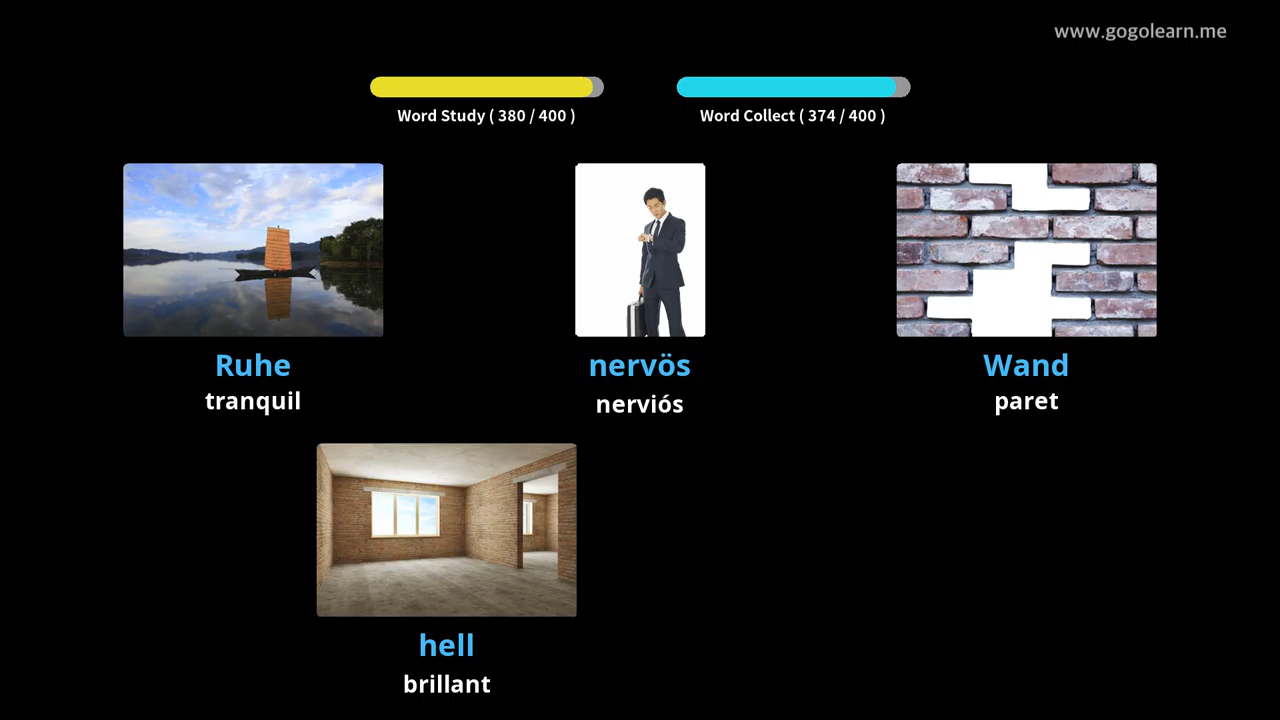 www.gogolearn.me
Word Study ( 380 / 400 )
Word Collect ( 374 / 400 )
Ruhe
tranquil
nervös
nerviós
Wand
paret
hell
brillant